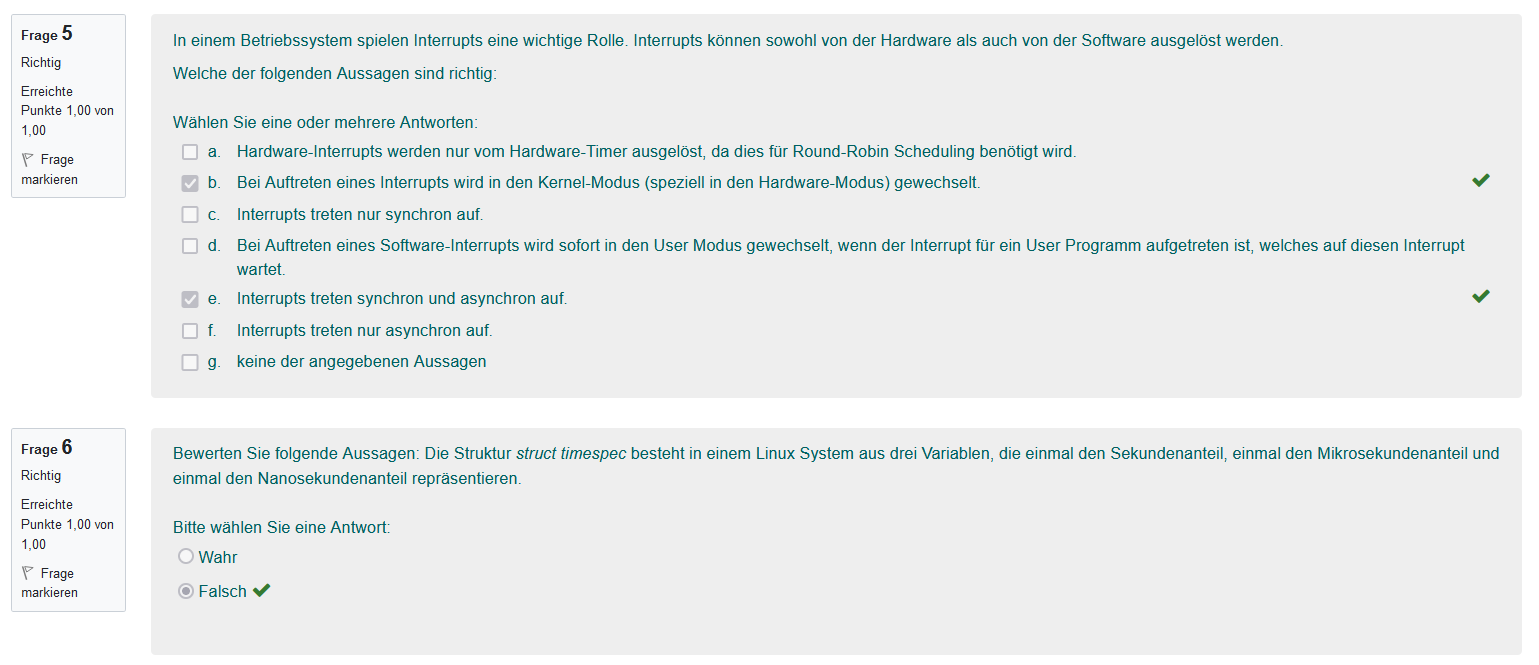 Frage 5
Richtig
Erreichte
Punkte 1,00 von
1,00
Frage
markieren
In einem Betriebssystem spielen Interrupts eine wichtige Rolle. Interrupts können sowohl von der Hardware als auch von der Software ausgelöst werden.
Welche der folgenden Aussagen sind richtig:
Wählen Sie eine oder mehrere Antworten:
a. Hardware-Interrupts werden nur vom Hardware-Timer ausgelöst, da dies für Round-Robin Scheduling benötigt wird.
b. Bei Auftreten eines Interrupts wird in den Kernel-Modus (speziell in den Hardware-Modus) gewechselt.
c. Interrupts treten nur synchron auf.
d. Bei Auftreten eines Software-Interrupts wird sofort in den User Modus gewechselt, wenn der Interrupt für ein User Programm aufgetreten ist, welches auf diesen Interrupt
wartet.
e. Interrupts treten synchron und asynchron auf.
f. Interrupts treten nur asynchron auf.
g. keine der angegebenen Aussagen
Frage 6
Richtig
Erreichte
Punkte 1,00 von
1,00
Frage
markieren
Bewerten Sie folgende Aussagen: Die Struktur struct timespec besteht in einem Linux System aus drei Variablen, die einmal den Sekundenanteil, einmal den Mikrosekundenanteil und
einmal den Nanosekundenanteil repräsentieren.
Bitte wählen Sie eine Antwort:
Wahr
Falsch